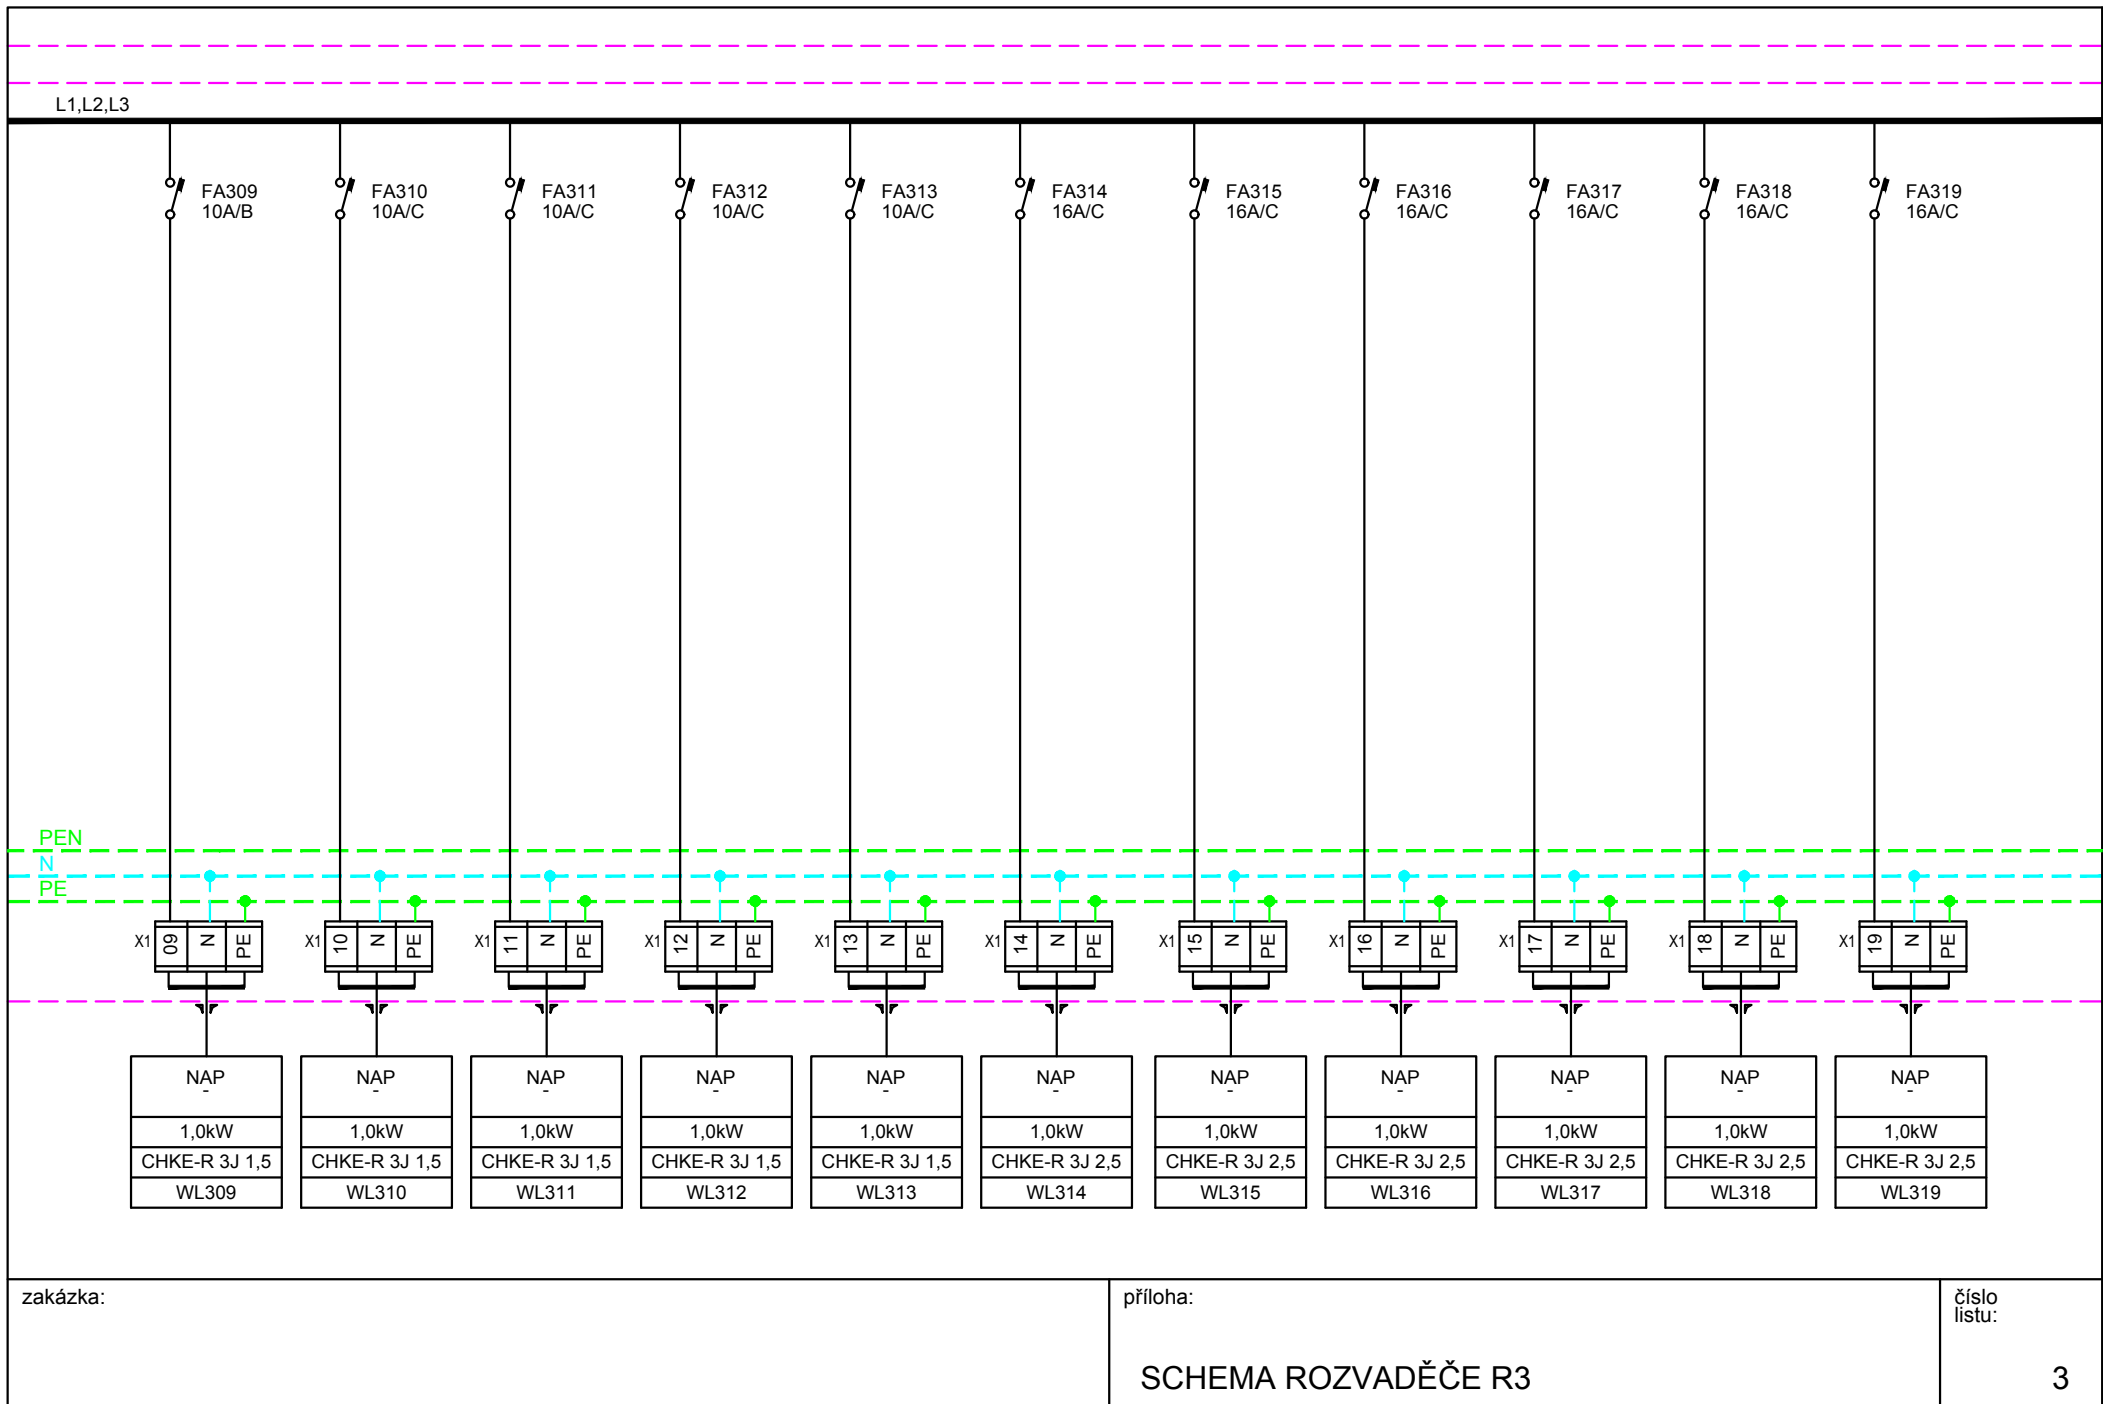 L1,L2,L3
FA309 FA310 FA311 FA312 FA313 FA314 FA315 FA316 FA317 FA318 FA319
10A/B 10A/C 10A/C 10A/C 10A/C 16A/C 16A/C 16A/C 16A/C 16A/C 16A/C
PEN
N
PE
X1 09 N PE X1 10 N PE X1 11 N PE X1 12 N PE X1 13 N PE X1 14 N PE X1 15 N PE X1 16 N PE X1 17 N PE X1 18 N PE X1 19 N PE
NAP NAP NAP NAP NAP NAP NAP NAP NAP NAP NAP
- - - - - - - - - - -
1,0kW 1,0kW 1,0kW 1,0kW 1,0kW 1,0kW 1,0kW 1,0kW 1,0kW 1,0kW 1,0kW
CHKE-R 3J 1,5 CHKE-R 3J 1,5 CHKE-R 3J 1,5 CHKE-R 3J 1,5 CHKE-R 3J 1,5 CHKE-R 3J 2,5 CHKE-R 3J 2,5 CHKE-R 3J 2,5 CHKE-R 3J 2,5 CHKE-R 3J 2,5 CHKE-R 3J 2,5
WL309 WL310 WL311 WL312 WL313 WL314 WL315 WL316 WL317 WL318 WL319
zakázka:
příloha:
SCHEMA ROZVADĚČE R3
číslo
listu:
3